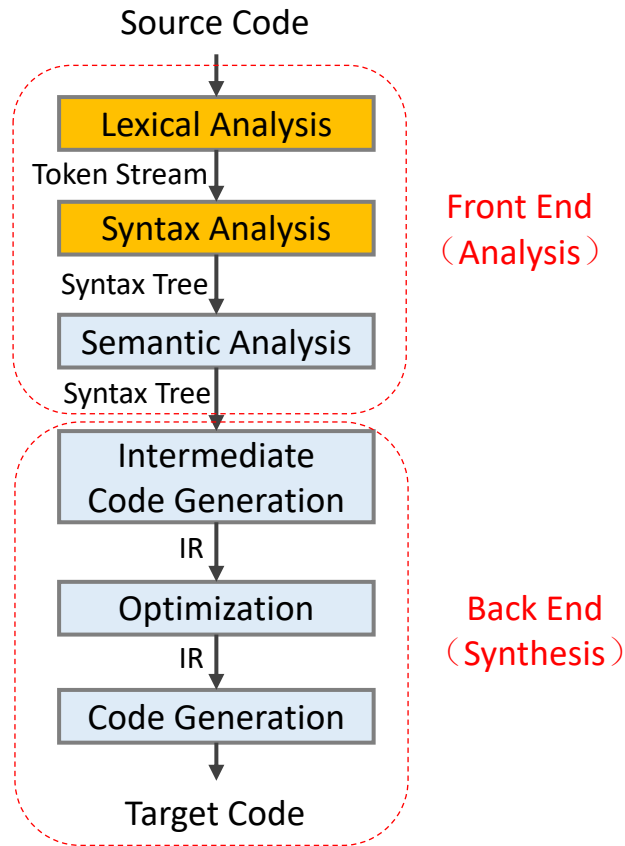 Source Code
Lexical Analysis
Token Stream
Syntax Analysis
Syntax Tree
Semantic Analysis
Syntax Tree
Front End
（Analysis）
Intermediate
Code Generation
IR
Optimization
IR
Code Generation
Target Code
Back End
（Synthesis）